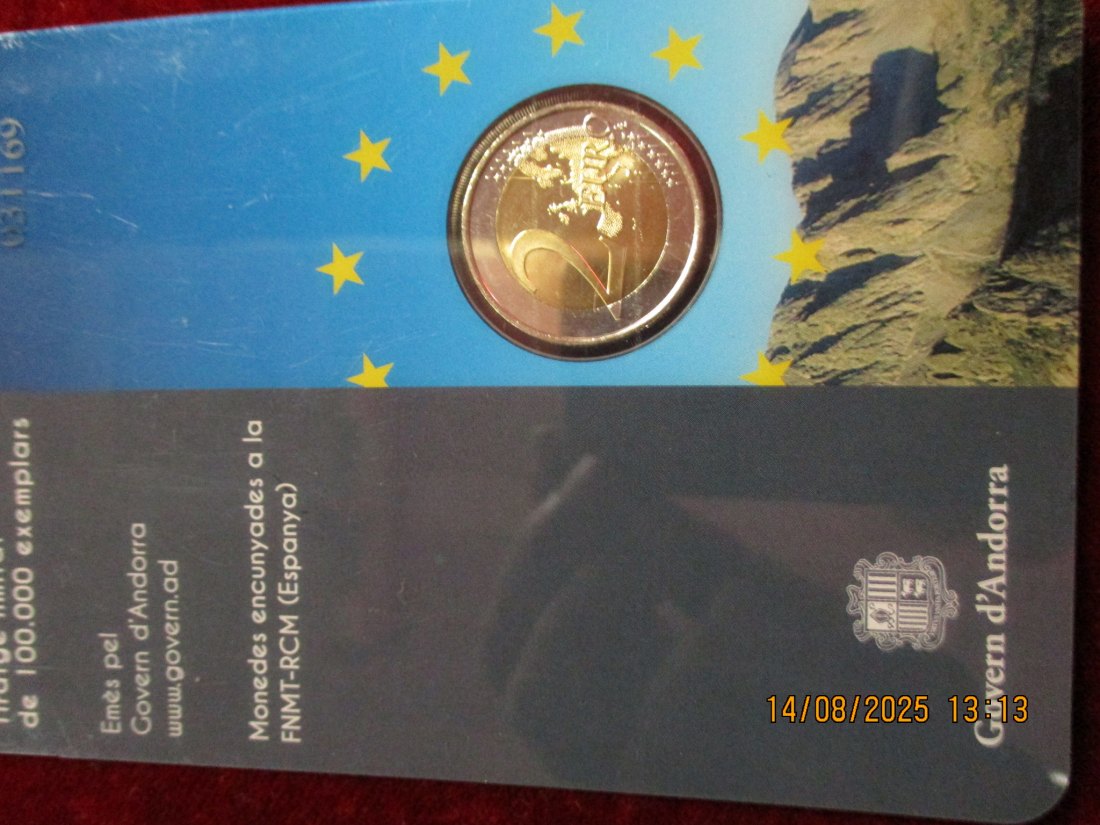 031169
2 EURO
Tiratge
de 100.000 exemplars
Emès pel
Govern d'Andorra
www.govern.ad
Monedes encunyades a la
FNMT-RCM (Espanya)
Govern d'Andorra
14/08/2025 13:13